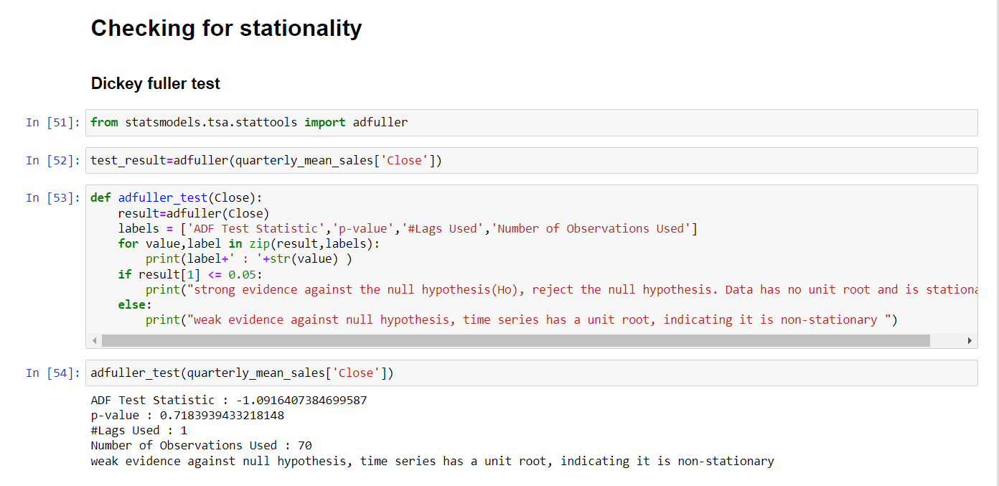 Checking for stationality
Dickey fuller test
In [51]: from statsmodels.tsa.stattools import adfuller
In [52]: test_result=adfuller(quarterly_mean_sales['Close'])
In [53]: def adfuller_test(Close):
    result=adfuller(Close)
    labels = ['ADF Test Statistic','p-value','#Lags Used','Number of Observations Used']
    for value,label in zip(result,labels):
        print(label+' : '+str(value) )
    if result[1] <= 0.05:
        print("strong evidence against the null hypothesis(Ho), reject the null hypothesis. Data has no unit root and is stationa
    else:
        print("weak evidence against null hypothesis, time series has a unit root, indicating it is non-stationary ")
In [54]: adfuller_test(quarterly_mean_sales['Close'])
ADF Test Statistic : -1.0916407384699587
p-value : 0.7183939433218148
#Lags Used : 1
Number of Observations Used : 70
weak evidence against null hypothesis, time series has a unit root, indicating it is non-stationary